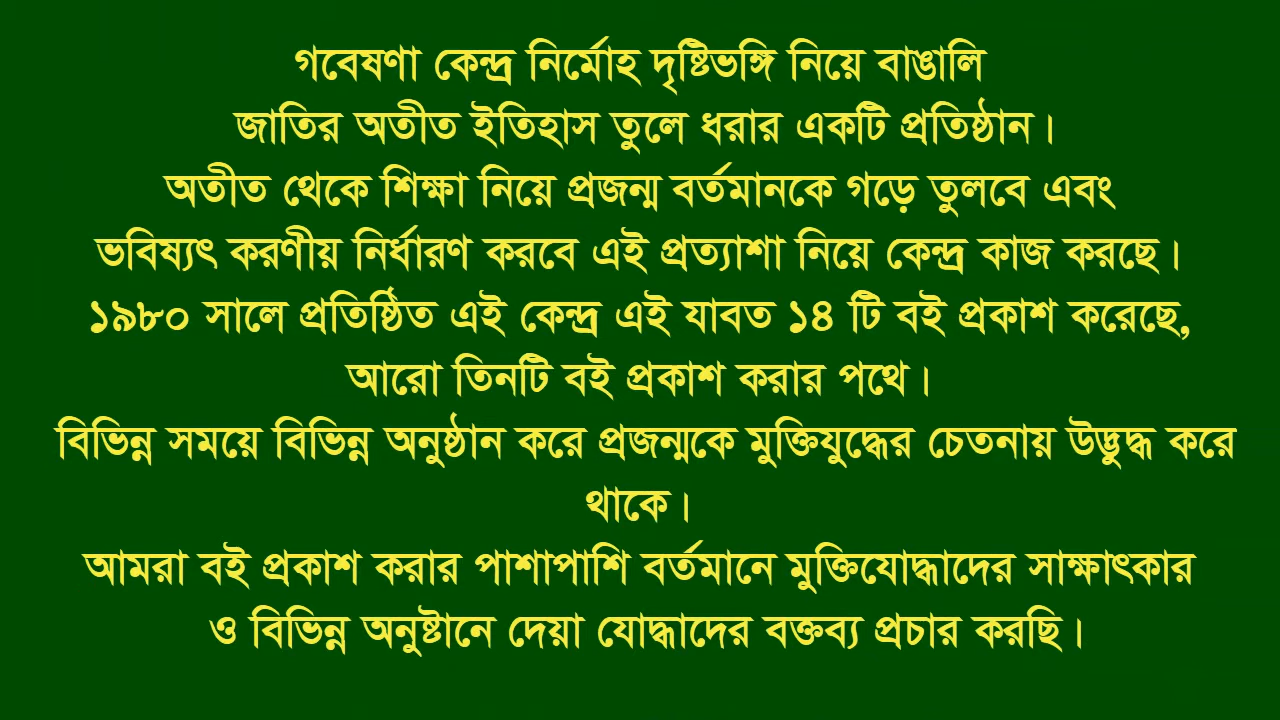 গবেষণা কেন্দ্র নির্মোহ দৃষ্টিভঙ্গি নিয়ে বাঙালি
জাতির অতীত ইতিহাস তুলে ধরার একটি প্রতিষ্ঠান।
অতীত থেকে শিক্ষা নিয়ে প্রজন্ম বর্তমানকে গড়ে তুলবে এবং
ভবিষ্যৎ করণীয় নির্ধারণ করবে এই প্রত্যাশা নিয়ে কেন্দ্র কাজ করছে।
১৯৮০ সালে প্রতিষ্ঠিত এই কেন্দ্র এই যাবত ১৪ টি বই প্রকাশ করেছে,
আরো তিনটি বই প্রকাশ করার পথে।
বিভিন্ন সময়ে বিভিন্ন অনুষ্ঠান করে প্রজন্মকে মুক্তিযুদ্ধের চেতনায় উদ্ভুদ্ধ করে
থাকে।
আমরা বই প্রকাশ করার পাশাপাশি বর্তমানে মুক্তিযোদ্ধাদের সাক্ষাৎকার
ও বিভিন্ন অনুষ্টানে দেয়া যোদ্ধাদের বক্তব্য প্রচার করছি।